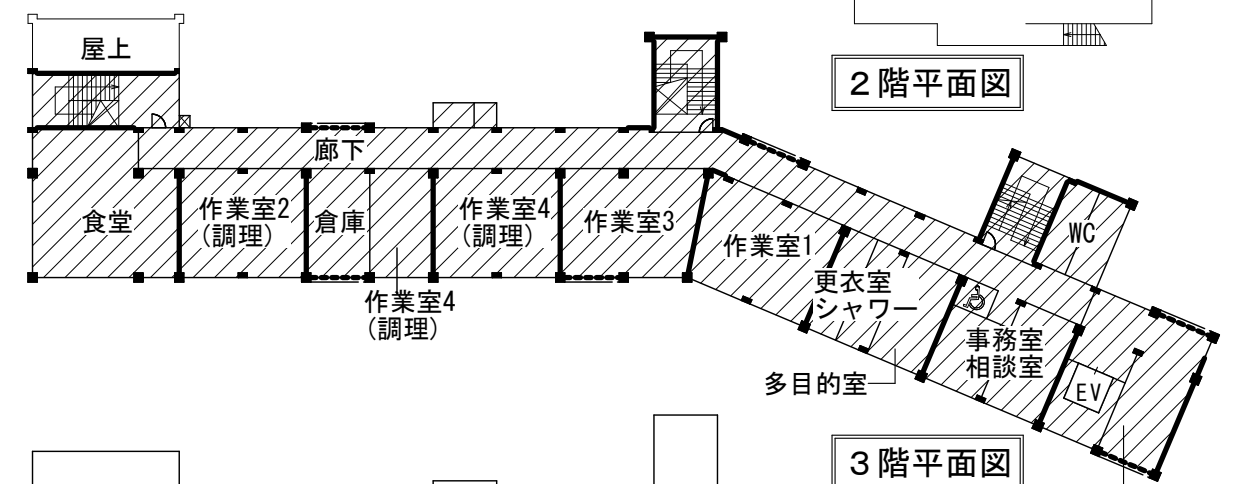 屋上
2階平面図
廊下
食堂
作業室2
(調理)
倉庫
作業室4
(調理)
作業室3
作業室4
(調理)
作業室1
更衣室
シャワー
多目的室
事務室
相談室
WC
EV
3階平面図